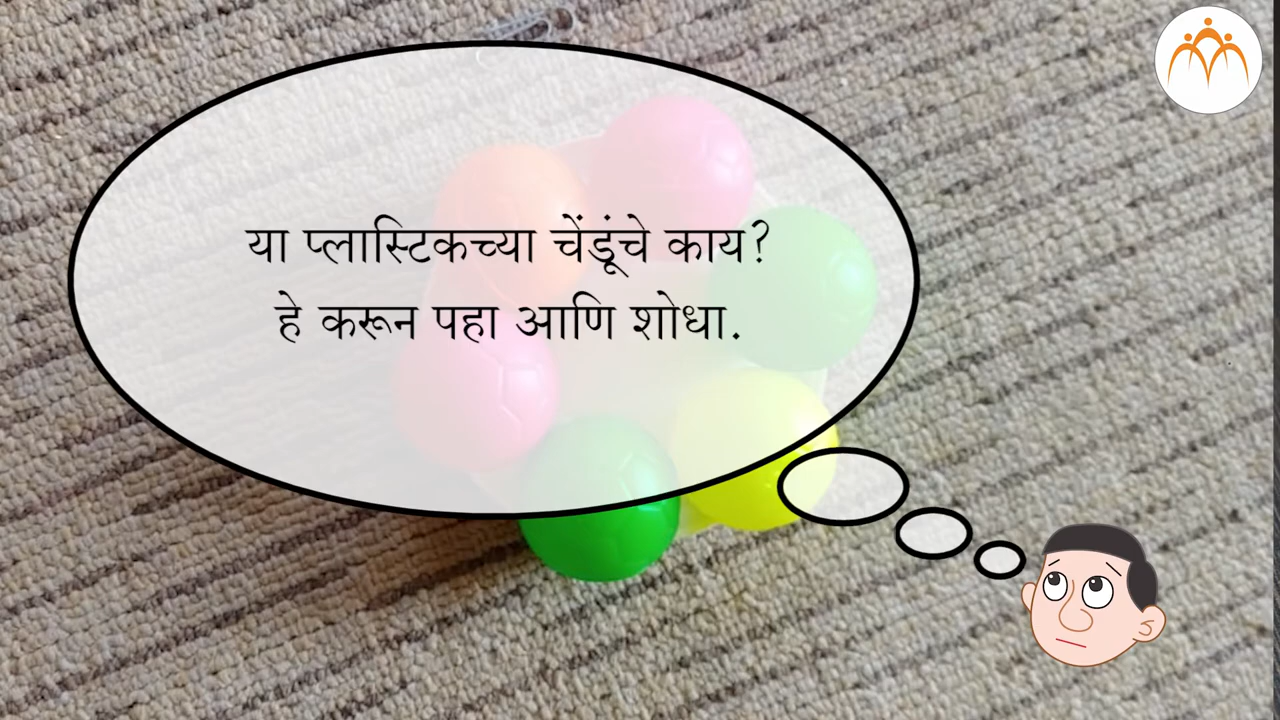 या प्लास्टिकच्या चेंडूंचे काय?
हे करून पहा आणि शोधा.